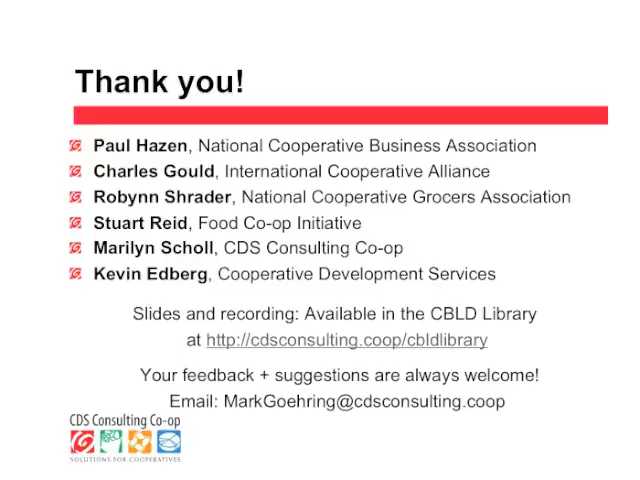 Thank you!
Paul Hazen, National Cooperative Business Association
Charles Gould, International Cooperative Alliance
Robynn Shrader, National Cooperative Grocers Association
Stuart Reid, Food Co-op Initiative
Marilyn Scholl, CDS Consulting Co-op
Kevin Edberg, Cooperative Development Services
Slides and recording: Available in the CBLD Library
at http://cdsconsulting.coop/cbldlibrary
Your feedback + suggestions are always welcome!
Email: MarkGoehring@cdsconsulting.coop
CDS Consulting Co-op
SOLUTIONS FOR COOPERATIVES